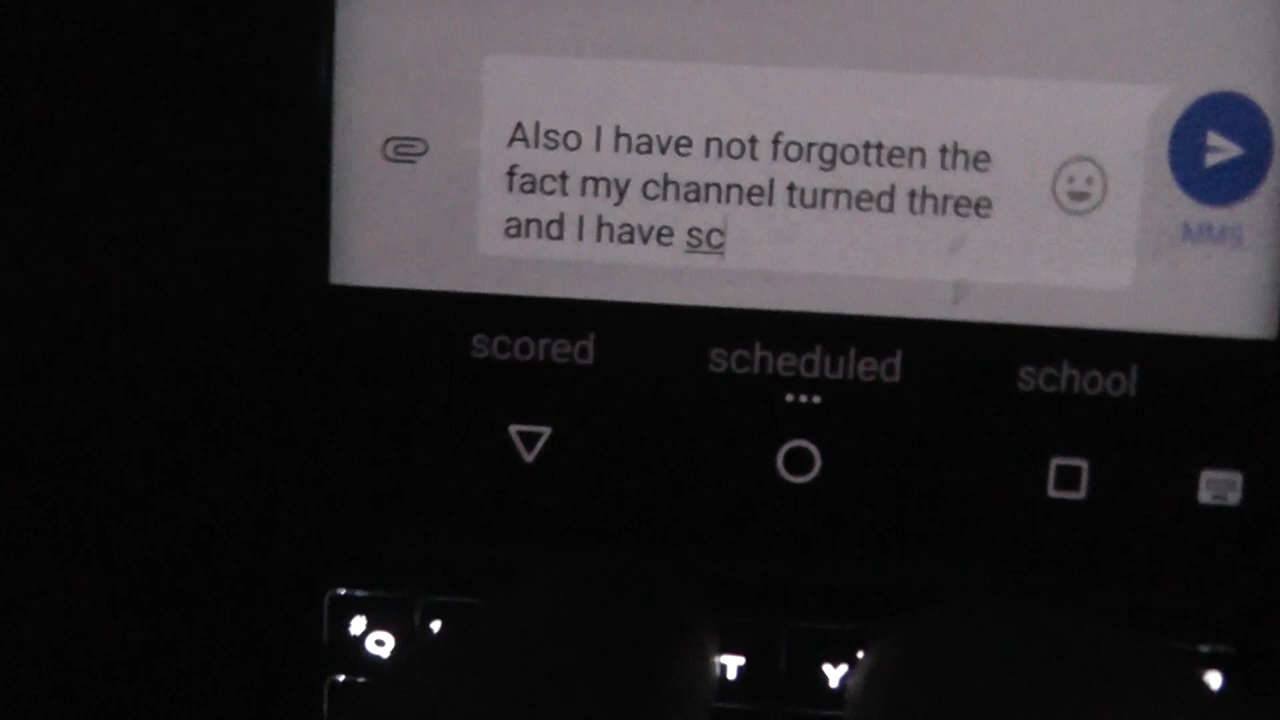 Also I have not forgotten the
fact my channel turned three
and I have sc
MMS
scored scheduled school
# Q
T Y